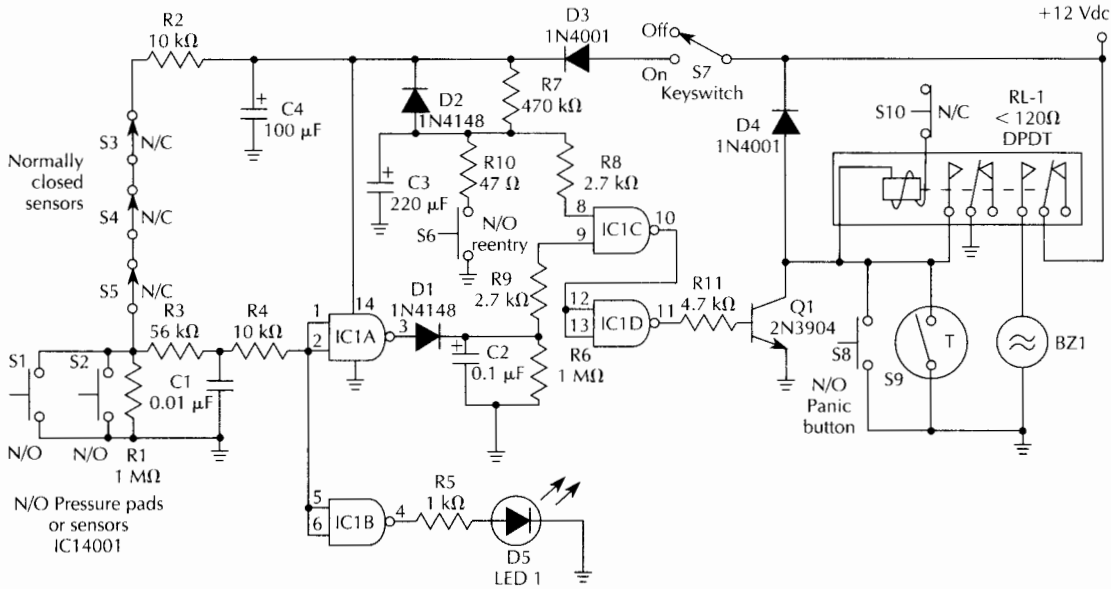 +12 Vdc
R2
10 kΩ
D3
1N4001
Off
On
S7
Keyswitch
R7
470 kΩ
D2
1N4148
+
C4
100 µF
S3
N/C
Normally
closed
sensors
S4
N/C
S5
N/C
+
C3
220 µF
R10
47 Ω
S6
N/O
reentry
R8
2.7 kΩ
8
9
IC1C
10
D4
1N4001
S10
N/C
RL-1
< 120Ω
DPDT
R9
2.7 kΩ
R3
56 kΩ
R4
10 kΩ
1
2
14
IC1A
3
D1
1N4148
+
C2
0.1 µF
R6
1 MΩ
12
13
IC1D
11
R11
4.7 kΩ
Q1
2N3904
S8
N/O
Panic
button
T
S9
BZ1
S1
S2
N/O
N/O
R1
1 MΩ
C1
0.01 µF
N/O Pressure pads
or sensors
IC14001
5
6
IC1B
4
R5
1 kΩ
D5
LED 1